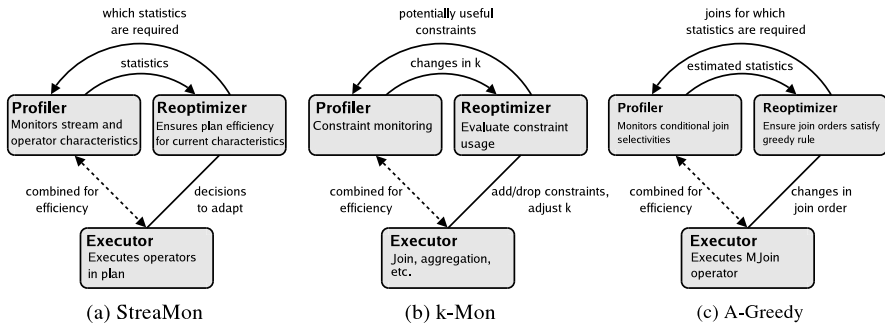 which statistics
are required
statistics
Profiler
Monitors stream and
operator characteristics
Reoptimizer
Ensures plan efficiency
for current characteristics
combined for
efficiency
decisions
to adapt
Executor
Executes operators
in plan
(a) StreaMon
potentially useful
constraints
changes in k
Profiler
Constraint monitoring
Reoptimizer
Evaluate constraint
usage
combined for
efficiency
add/drop constraints,
adjust k
Executor
Join, aggregation,
etc.
(b) k-Mon
joins for which
statistics are required
estimated statistics
Profiler
Monitors conditional join
selectivities
Reoptimizer
Ensure join orders satisfy
greedy rule
combined for
efficiency
changes in
join order
Executor
Executes MJoin
operator
(c) A-Greedy